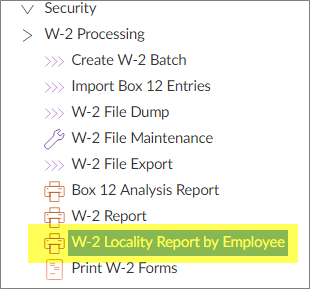 Security
W-2 Processing
Create W-2 Batch
Import Box 12 Entries
W-2 File Dump
W-2 File Maintenance
W-2 File Export
Box 12 Analysis Report
W-2 Report
W-2 Locality Report by Employee
Print W-2 Forms